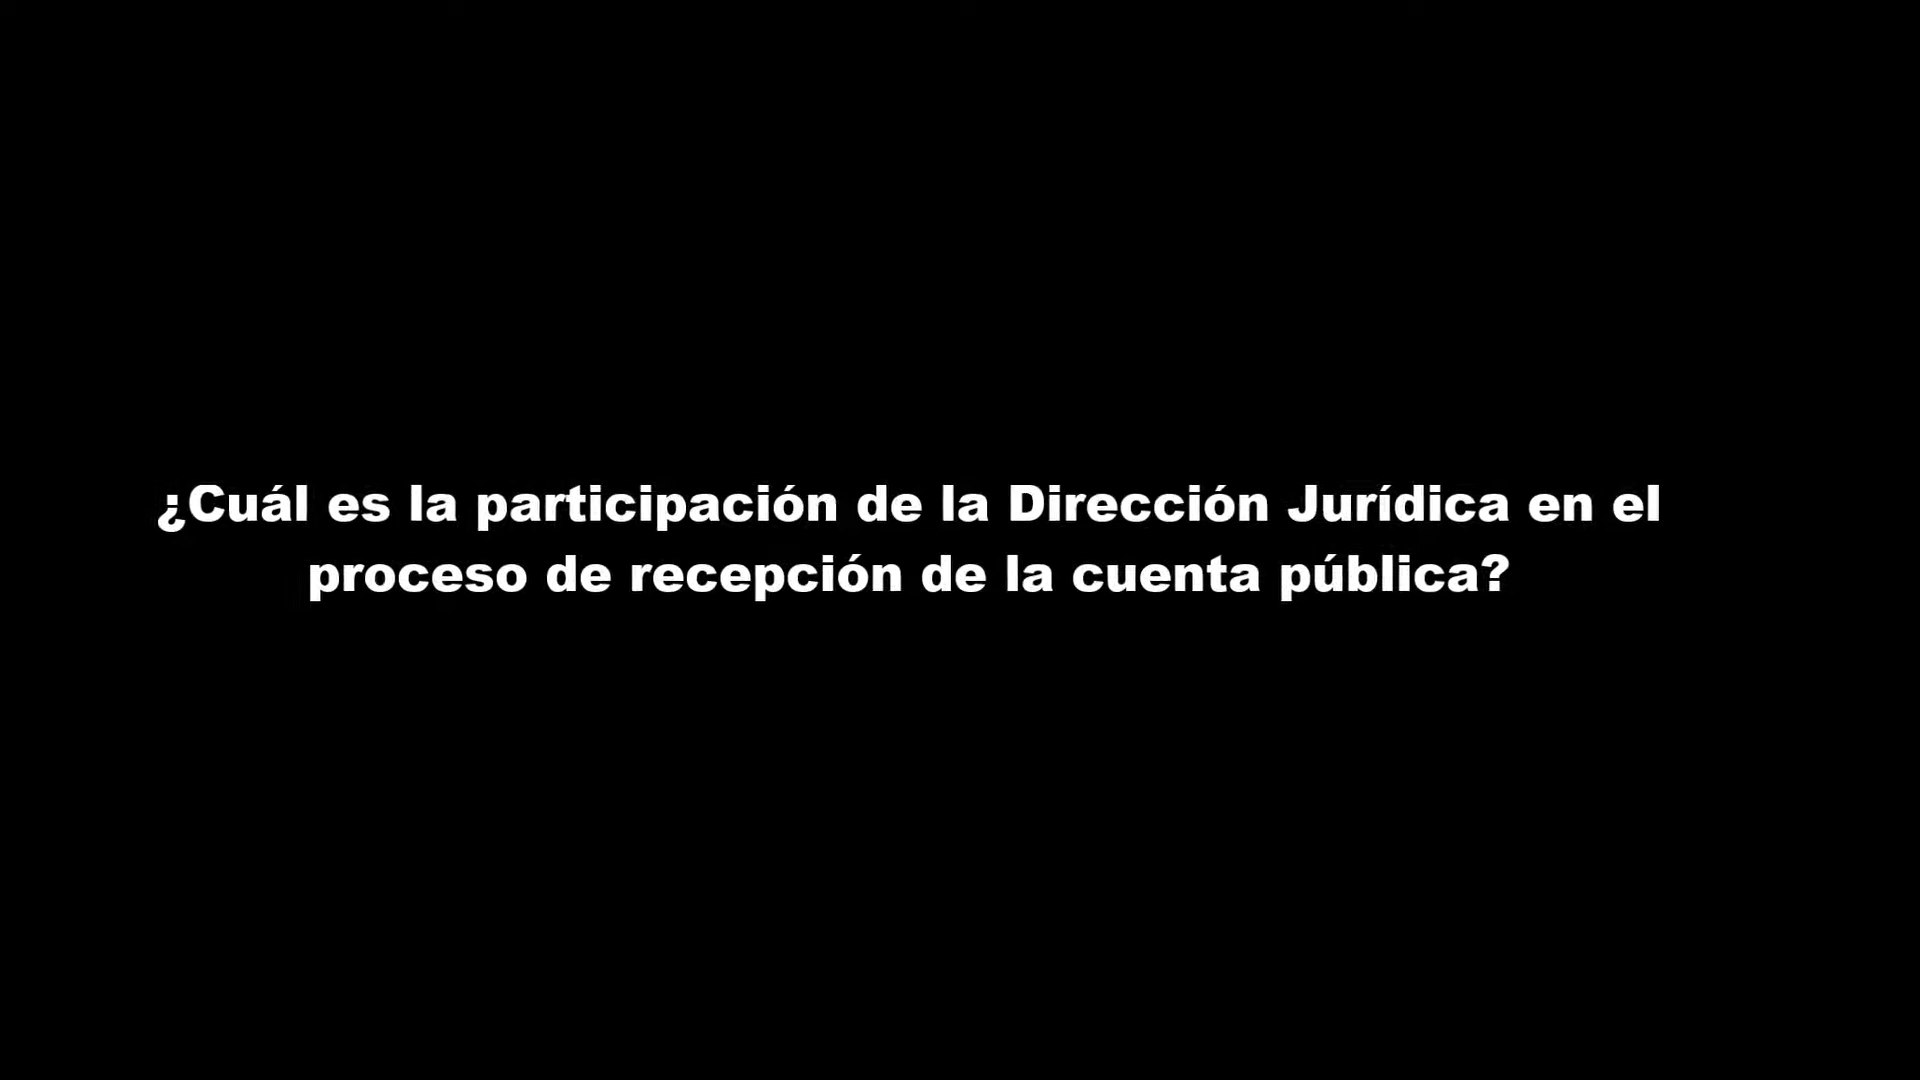 ¿Cuál es la participación de la Dirección Jurídica en el
proceso de recepción de la cuenta pública?